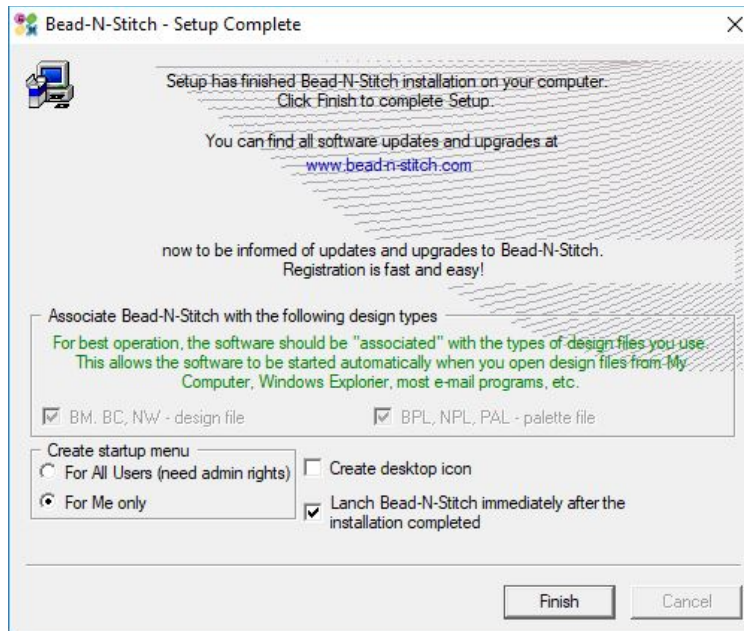 Bead-N-Stitch - Setup Complete
Setup has finished Bead-N-Stitch installation on your computer.
Click Finish to complete Setup.
You can find all software updates and upgrades at
www.bead-n-stitch.com
now to be informed of updates and upgrades to Bead-N-Stitch.
Registration is fast and easy!
Associate Bead-N-Stitch with the following design types
For best operation, the software should be "associated" with the types of design files you use.
This allows the software to be started automatically when you open design files from My
Computer, Windows Explorier, most e-mail programs, etc.
BM. BC, NW - design file
BPL, NPL, PAL - palette file
Create startup menu
For All Users (need admin rights)
For Me only
Create desktop icon
Lanch Bead-N-Stitch immediately after the
installation completed
Finish
Cancel